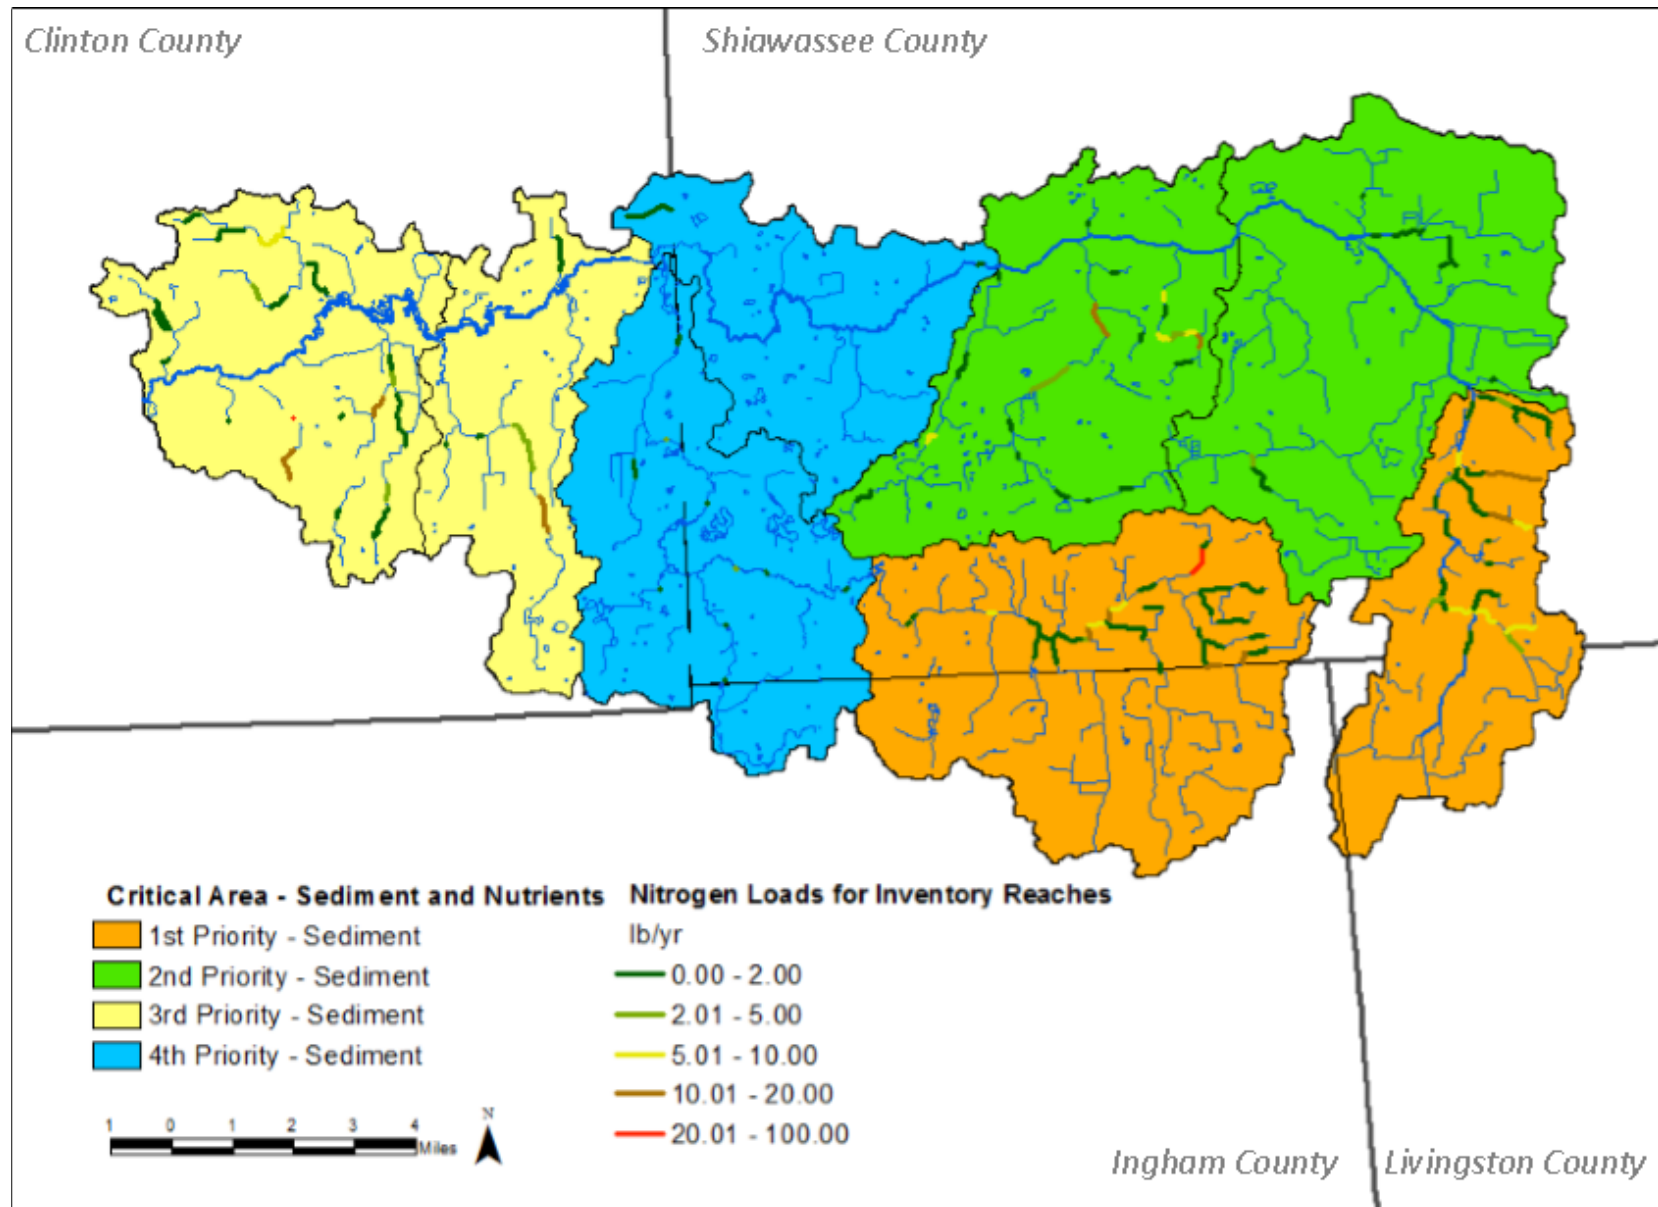 Clinton County
Shiawassee County
Critical Area - Sediment and Nutrients
1st Priority - Sediment
2nd Priority - Sediment
3rd Priority - Sediment
4th Priority - Sediment
Nitrogen Loads for Inventory Reaches
lb/yr
0.00 - 2.00
2.01 - 5.00
5.01 - 10.00
10.01 - 20.00
20.01 - 100.00
1 0 1 2 3 4
Miles
N
Ingham County
Livingston County